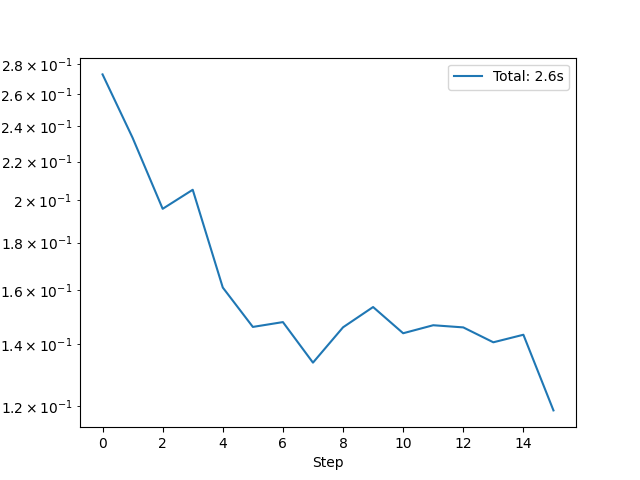 2.8 × 10⁻¹
2.6 × 10⁻¹
2.4 × 10⁻¹
2.2 × 10⁻¹
2 × 10⁻¹
1.8 × 10⁻¹
1.6 × 10⁻¹
1.4 × 10⁻¹
1.2 × 10⁻¹
Total: 2.6s
0 2 4 6 8 10 12 14
Step